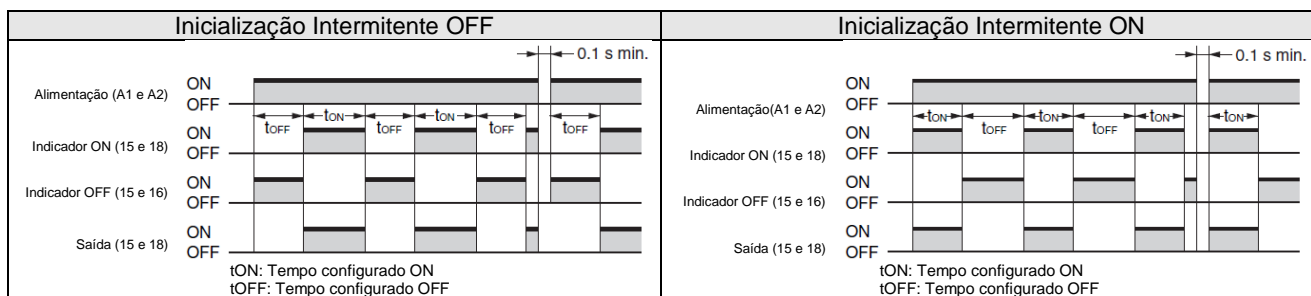 Inicialização Intermitente OFF
0.1 s min.
Alimentação (A1 e A2)
ON
OFF
tOFF
tON
tOFF
tON
tOFF
tOFF
Indicador ON (15 e 18)
ON
OFF
Indicador OFF (15 e 16)
ON
OFF
Saída (15 e 18)
ON
OFF
tON: Tempo configurado ON
tOFF: Tempo configurado OFF
Inicialização Intermitente ON
0.1 s min.
Alimentação(A1 e A2)
ON
OFF
tON
tOFF
tON
tOFF
tON
tON
Indicador ON (15 e 18)
ON
OFF
Indicador OFF (15 e 16)
ON
OFF
Saída (15 e 18)
ON
OFF
tON: Tempo configurado ON
tOFF: Tempo configurado OFF